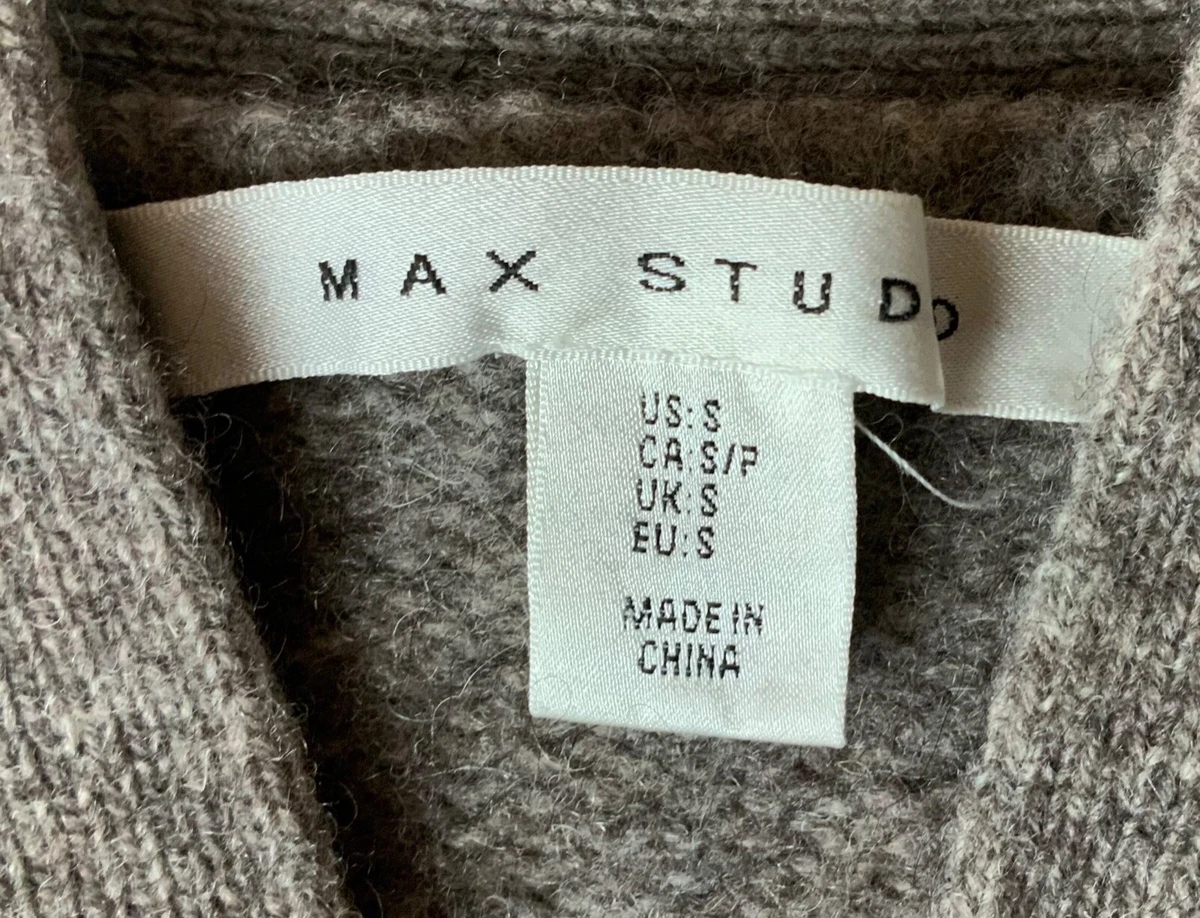 MAX STUDO
US: S
CA: S/P
UK: S
EU: S
MADE IN
CHINA